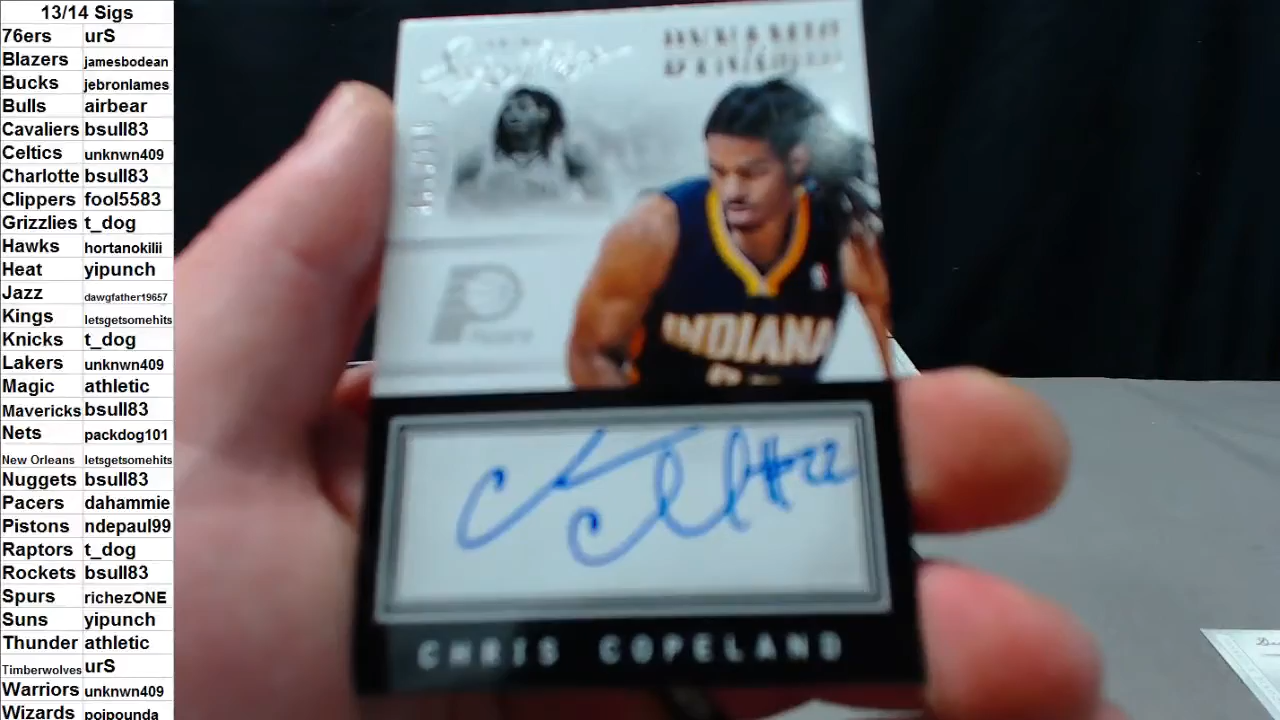 13/14 Sigs
76ers urS
Blazers jamesbodean
Bucks jebronlames
Bulls airbear
Cavaliers bsull83
Celtics unknwn409
Charlotte bsull83
Clippers fool5583
Grizzlies t_dog
Hawks hortanokilii
Heat yipunch
Jazz dawgfather19657
Kings letsgetsomehits
Knicks t_dog
Lakers unknwn409
Magic athletic
Mavericks bsull83
Nets packdog101
New Orleans letsgetsomehits
Nuggets bsull83
Pacers dahammie
Pistons ndepaul99
Raptors t_dog
Rockets bsull83
Spurs richezONE
Suns yipunch
Thunder athletic
Timberwolves urS
Warriors unknwn409
Wizards poipounda
INDIANA
PACERS
#22
CHRIS COPELAND